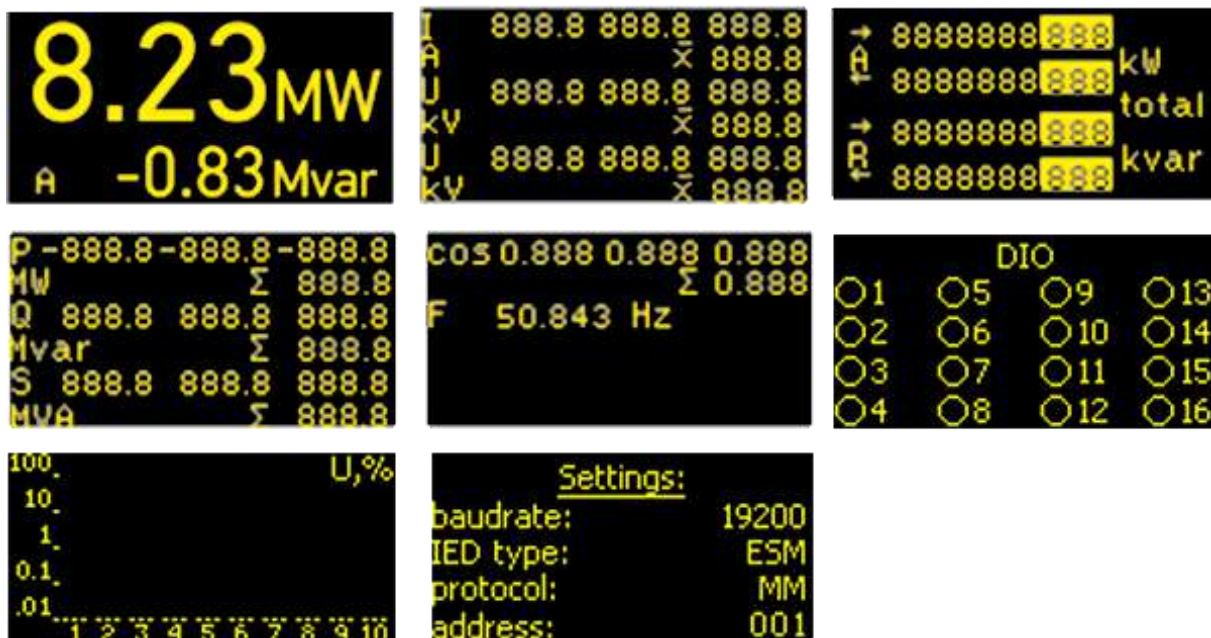 8.23 MW
A -0.83 Mvar
I 888.8 888.8 888.8
A x̄ 888.8
U 888.8 888.8 888.8
kV x̄ 888.8
U 888.8 888.8 888.8
kV x̄ 888.8
→ 8888888888
A kW
← 8888888888
total
→ 8888888888
R kvar
← 8888888888
P -888.8 -888.8 -888.8
MW Σ 888.8
Q 888.8 888.8 888.8
Mvar Σ 888.8
S 888.8 888.8 888.8
MVA Σ 888.8
cos 0.888 0.888 0.888
Σ 0.888
F 50.843 Hz
DIO
1 5 9 13
2 6 10 14
3 7 11 15
4 8 12 16
100 U,%
10
1
0.1
.01
1 2 3 4 5 6 7 8 9 10
Settings:
baudrate: 19200
IED type: ESM
protocol: MM
address: 001